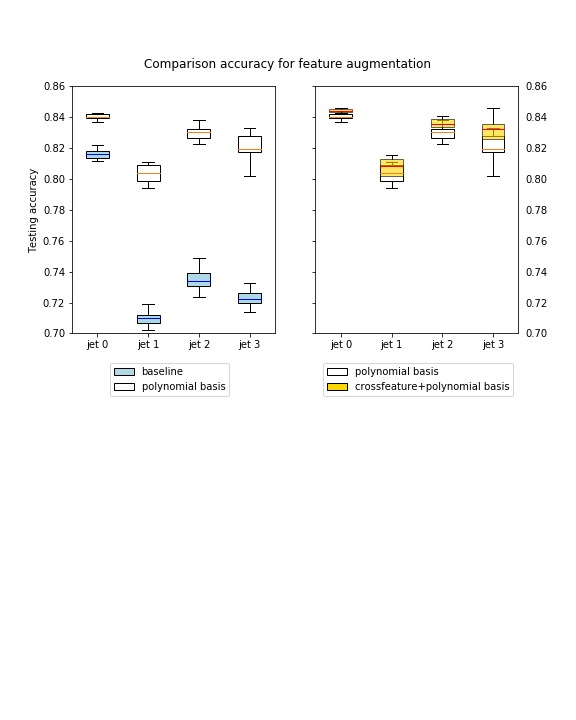 Comparison accuracy for feature augmentation
Testing accuracy
0.86
0.84
0.82
0.80
0.78
0.76
0.74
0.72
0.70
jet 0 jet 1 jet 2 jet 3
baseline
polynomial basis
0.86
0.84
0.82
0.80
0.78
0.76
0.74
0.72
0.70
jet 0 jet 1 jet 2 jet 3
polynomial basis
crossfeature+polynomial basis